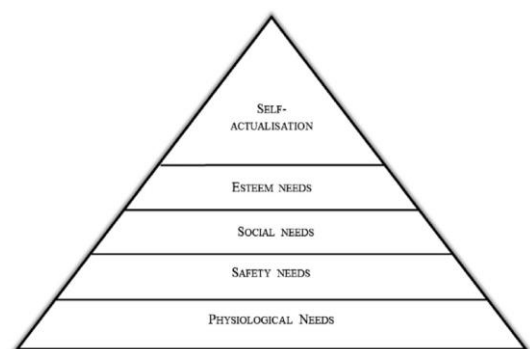 Self-
actualisation
Esteem needs
Social needs
Safety needs
Physiological Needs